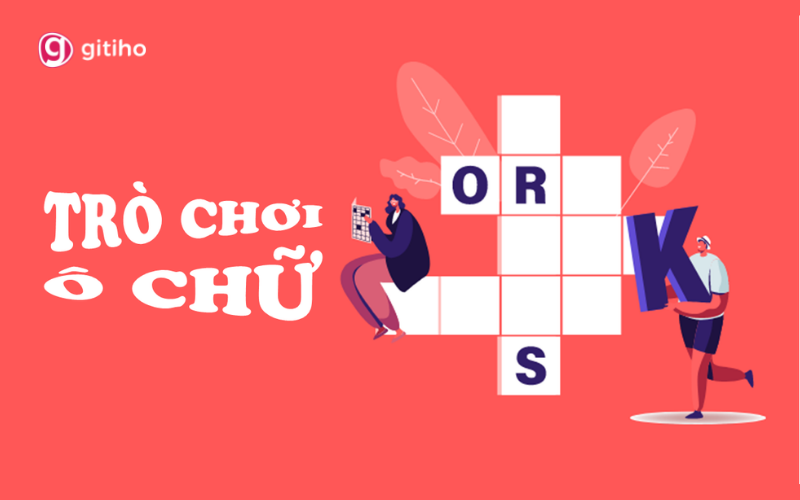 gitiho
TRÒ CHƠI
Ô CHỮ
O R
K
S